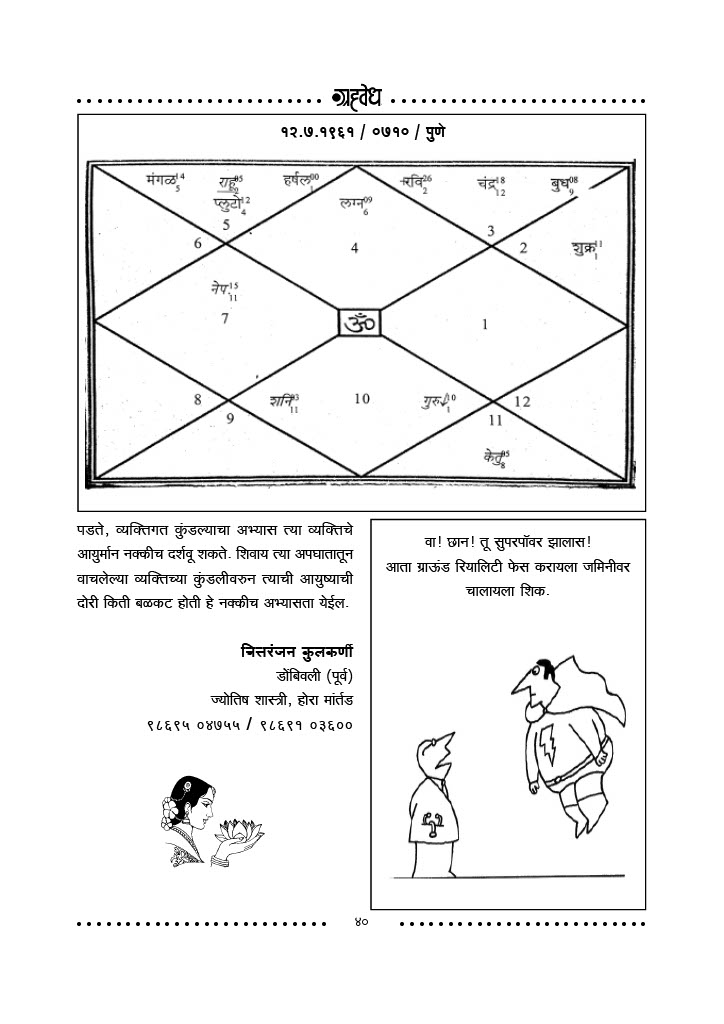 ग्रहवेध
१२.७.१९६१ / ०७१० / पुणे
मंगळ 14 5 राहू 05 हर्षल 00 1 रवि 26 2 चंद्र 18 12 बुध 08 9
प्लुटो 12 4 लग्न 09 6
5 3
6 4 2 शुक्र 11 1
नेप. 15 11
7 ॐ 1
8 शनि 03 11 10 गुरु 10 1 12
9 11
केतु 05 8
पडते, व्यक्तिगत कुंडल्याचा अभ्यास त्या व्यक्तिचे
आयुर्मान नक्कीच दर्शवू शकते. शिवाय त्या अपघातातून
वाचलेल्या व्यक्तिच्या कुंडलीवरुन त्याची आयुष्याची
दोरी किती बळकट होती हे नक्कीच अभ्यासता येईल.
चित्तरंजन कुलकर्णी
डोंबिवली (पूर्व)
ज्योतिष शास्त्री, होरा मांर्तड
९८६९५ ०४७५५ / ९८६९१ ०३६००
वा! छान! तू सुपरपॉवर झालास!
आता ग्राऊंड रियालिटी फेस करायला जमिनीवर
चालायला शिक.
४०